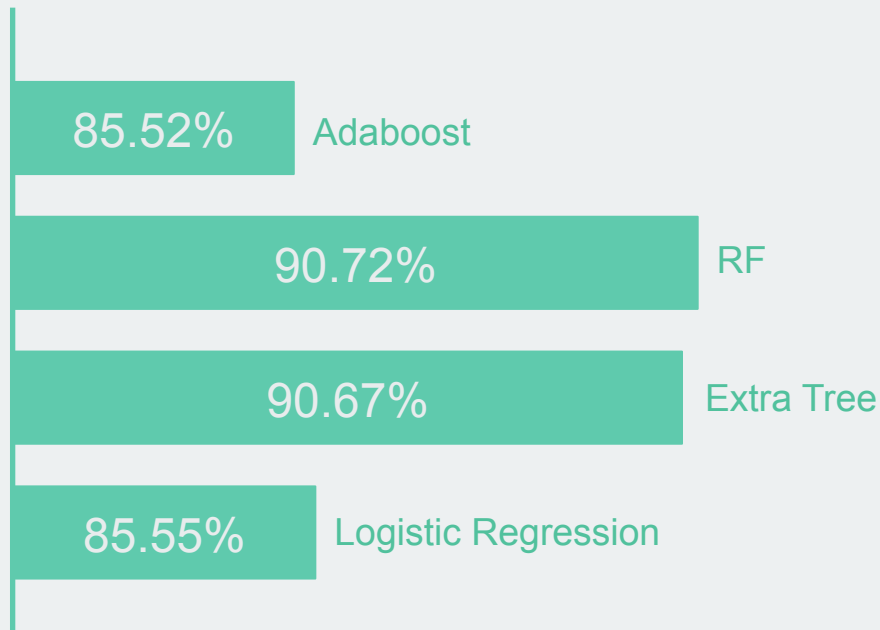 85.52% Adaboost
90.72% RF
90.67% Extra Tree
85.55% Logistic Regression